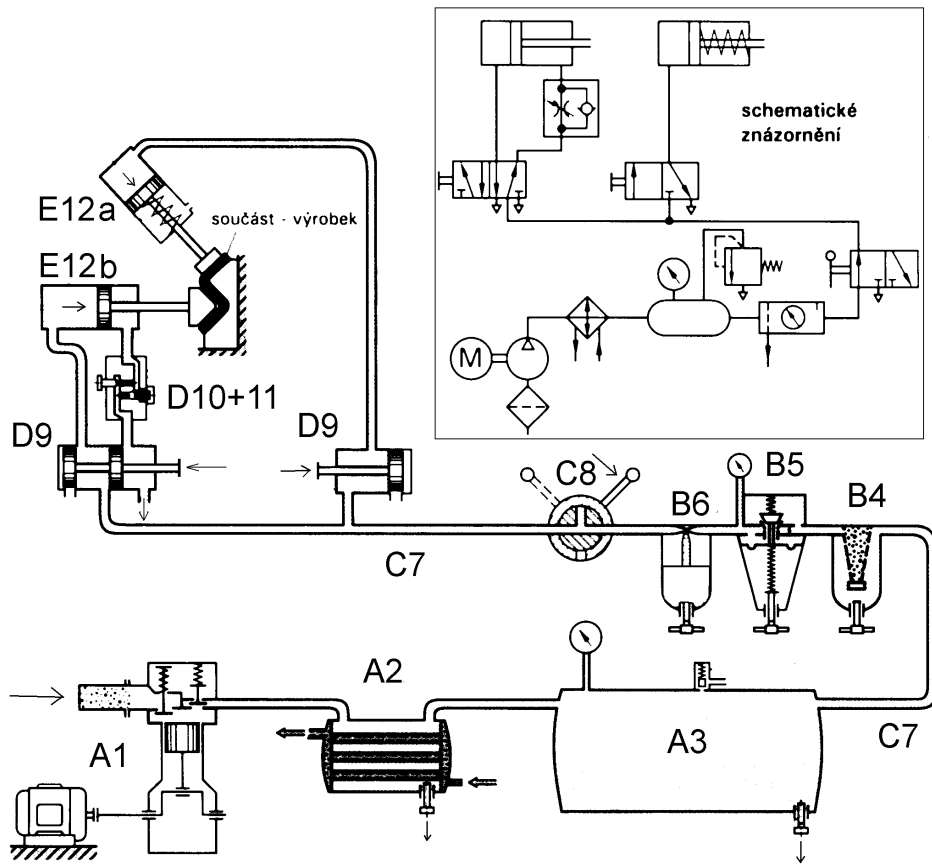 schematické
znázornění
M
E12a
součást - výrobek
E12b
D10+11
D9
D9
C8
B6
B5
B4
C7
A1
A2
A3
C7